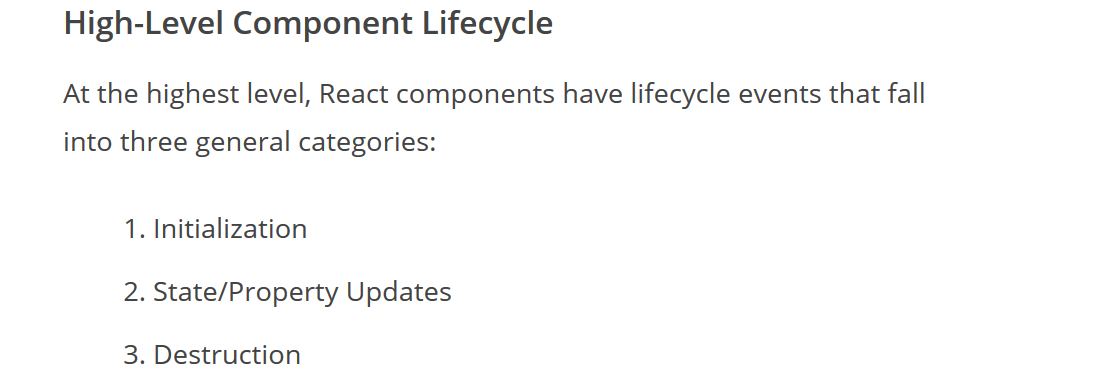 High-Level Component Lifecycle
At the highest level, React components have lifecycle events that fall
into three general categories:
1. Initialization
2. State/Property Updates
3. Destruction